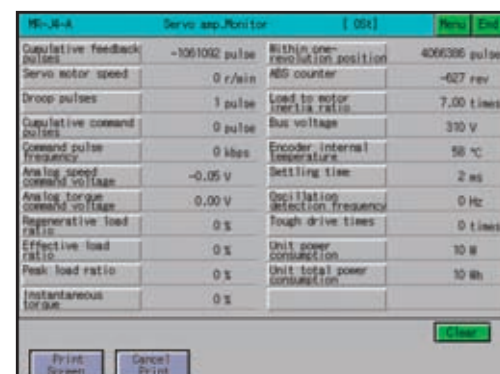 MR-J4-A Servo amp.Monitor [ 0St] Menu End
Cumulative feedback pulses -1061092 pulse
Servo motor speed 0 r/min
Droop pulses 1 pulse
Cumulative command pulses 0 pulse
Command pulse frequency 0 kbps
Analog speed command voltage -0.05 V
Analog torque command voltage 0.00 V
Regenerative load ratio 0 %
Effective load ratio 0 %
Peak load ratio 0 %
Instantaneous torque 0 %
Within one-revolution position 4066386 pulse
ABS counter -627 rev
Load to motor inertia ratio 7.00 times
Bus voltage 310 V
Encoder internal temperature 58 ℃
Settling time 2 ms
Oscillation detection frequency 0 Hz
Tough drive times 0 times
Unit power consumption 10 W
Unit total power consumption 10 Wh
Clear
Print Screen
Cancel Print